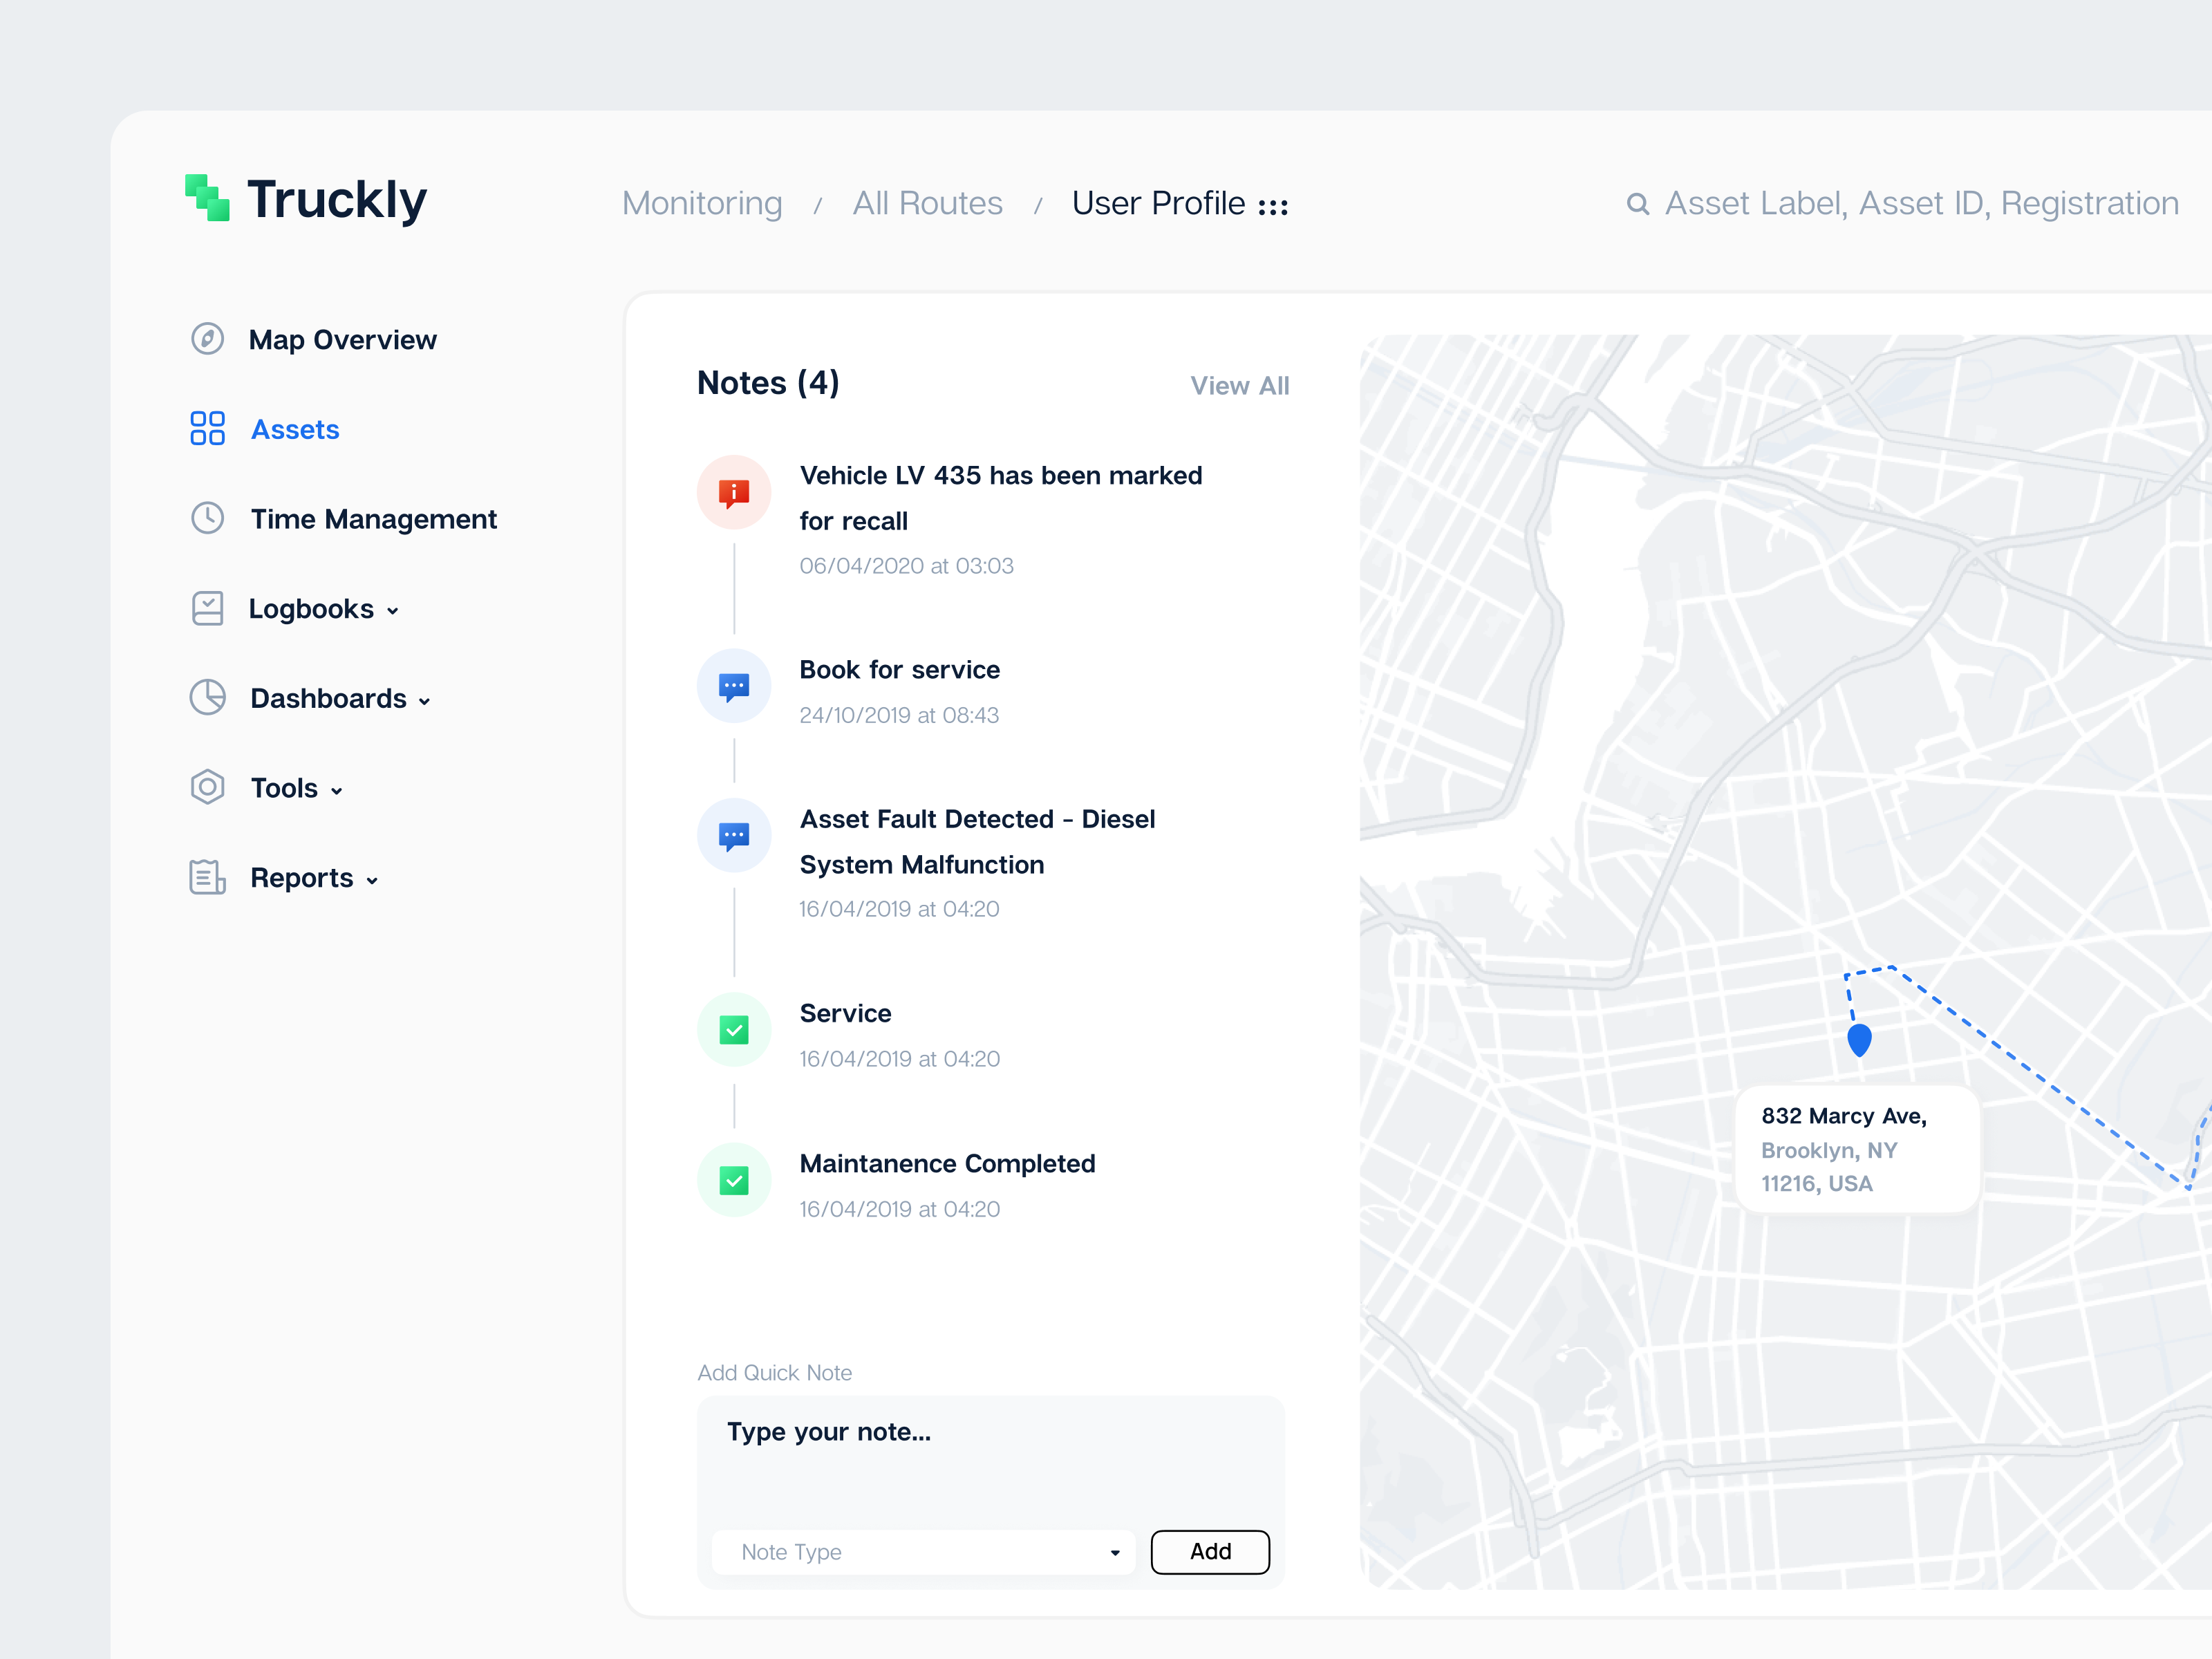 Truckly
Monitoring / All Routes / User Profile
Asset Label, Asset ID, Registration
Map Overview
Assets
Time Management
Logbooks
Dashboards
Tools
Reports
Notes (4)
View All
Vehicle LV 435 has been marked
for recall
06/04/2020 at 03:03
Book for service
24/10/2019 at 08:43
Asset Fault Detected - Diesel
System Malfunction
16/04/2019 at 04:20
Service
16/04/2019 at 04:20
Maintanence Completed
16/04/2019 at 04:20
Add Quick Note
Type your note...
Note Type
Add
832 Marcy Ave,
Brooklyn, NY
11216, USA